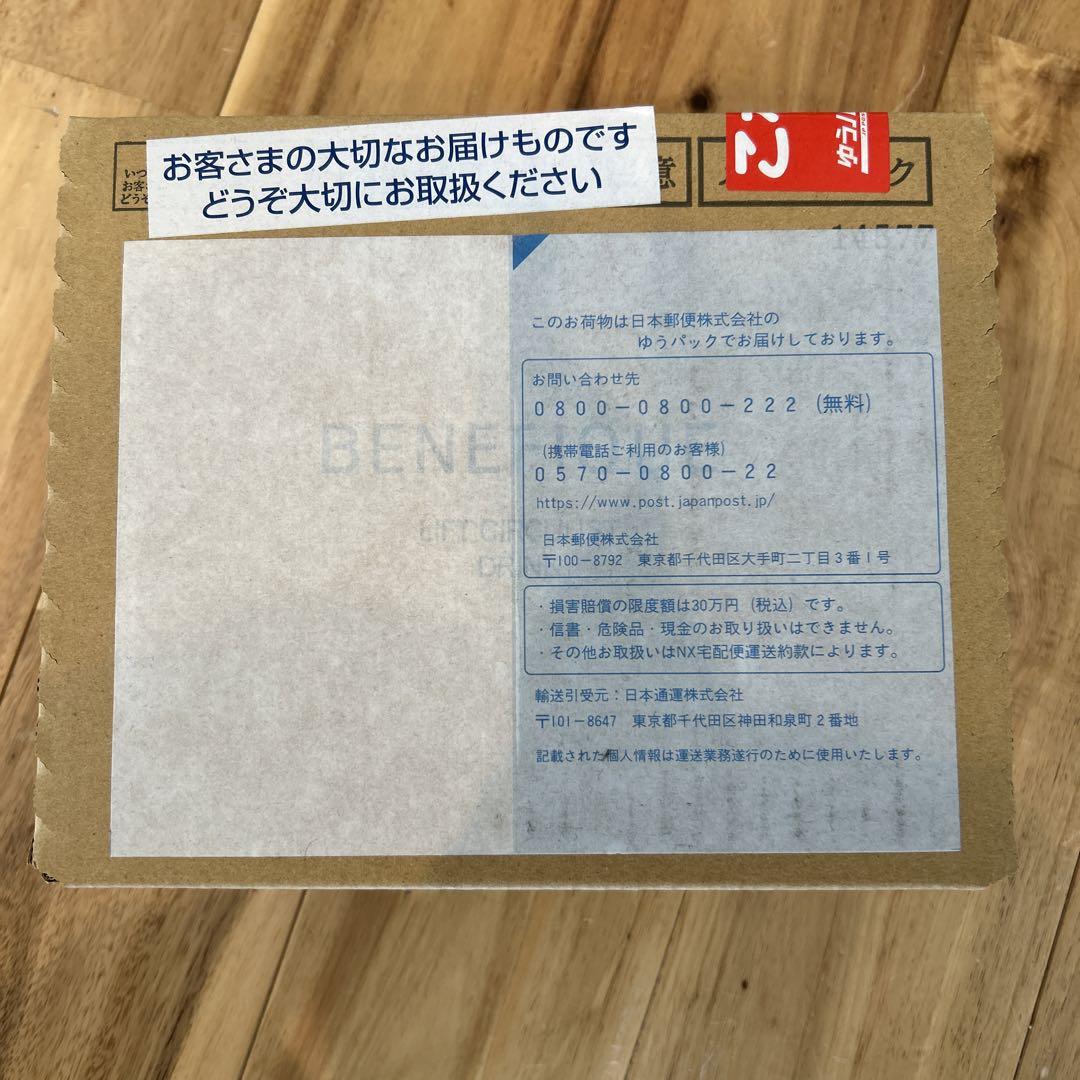 お客さまの大切なお届けものです
どうぞ大切にお取扱ください
いつ
お客さ
どうぞ
意
ク
このお荷物は日本郵便株式会社の
ゆうパックでお届けしております。
お問い合わせ先
0800-0800-222 (無料)
(携帯電話ご利用のお客様)
0570-0800-22
https://www.post.japanpost.jp/
日本郵便株式会社
〒100-8792 東京都千代田区大手町二丁目3番1号
・損害賠償の限度額は30万円(税込)です。
・信書・危険品・現金のお取り扱いはできません。
・その他お取扱いはNX宅配便運送約款によります。
輸送引受元:日本通運株式会社
〒101-8647 東京都千代田区神田和泉町2番地
記載された個人情報は運送業務遂行のために使用いたします。
BENEFIQUE